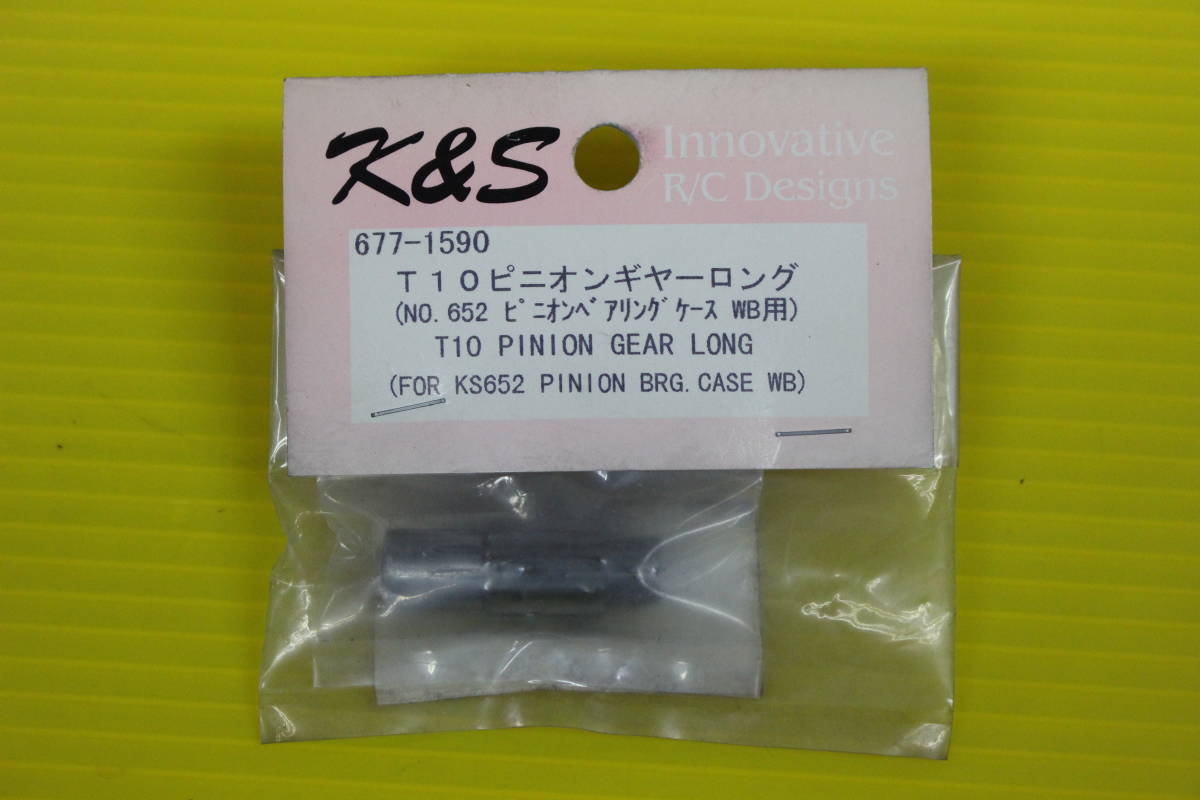 K&S
Innovative
R/C Designs
677-1590
T10ピニオンギヤーロング
(NO.652 ﾋﾟﾆｵﾝﾍﾞｱﾘﾝｸﾞｹｰｽ WB用)
T10 PINION GEAR LONG
(FOR KS652 PINION BRG. CASE WB)